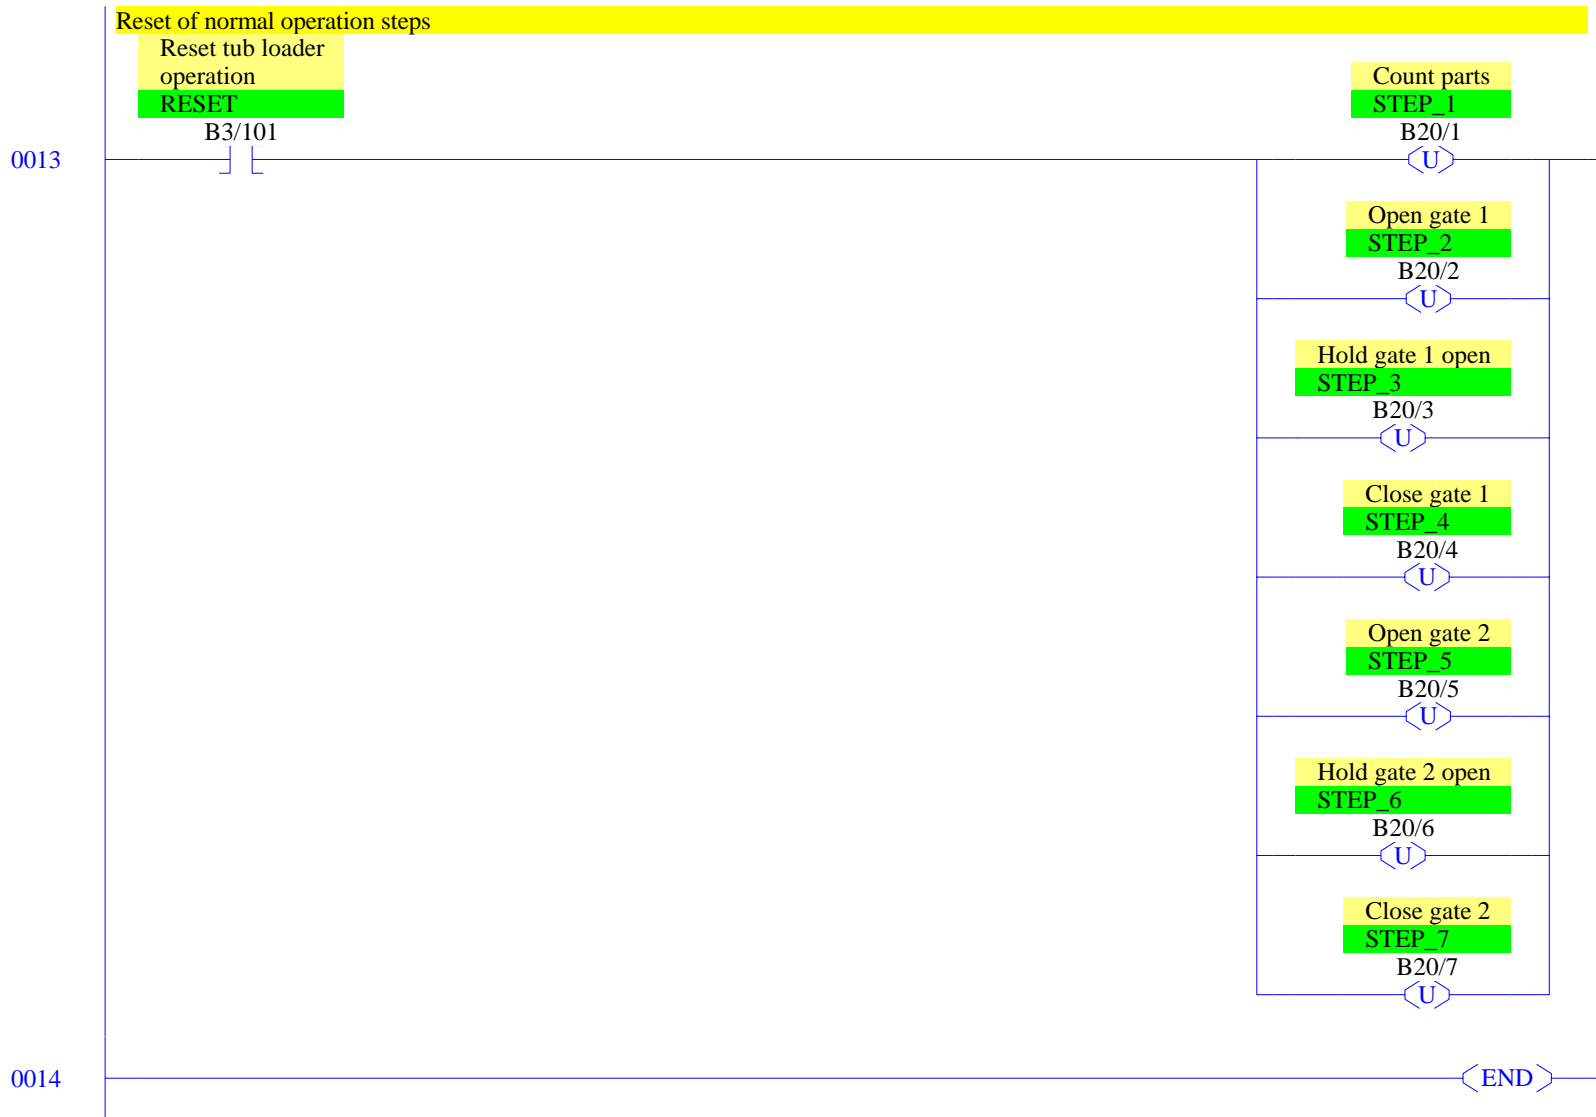 Reset of normal operation steps
Reset tub loader
operation
RESET
B3/101
0013
Count parts
STEP_1
B20/1
U
Open gate 1
STEP_2
B20/2
U
Hold gate 1 open
STEP_3
B20/3
U
Close gate 1
STEP_4
B20/4
U
Open gate 2
STEP_5
B20/5
U
Hold gate 2 open
STEP_6
B20/6
U
Close gate 2
STEP_7
B20/7
U
0014
END